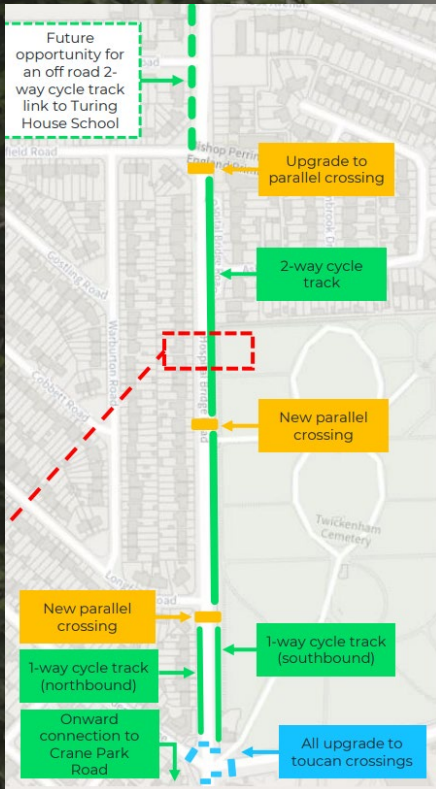 Future
opportunity for
an off road 2-
way cycle track
link to Turing
House School
Bishop Perrin
England Prim
Upgrade to
parallel crossing
field Road
2-way cycle
track
Gostling Road
Warburton Road
Hospital Bridge Road
Cobbett Road
New parallel
crossing
Twickenham
Cemetery
New parallel
crossing
1-way cycle track
(northbound)
1-way cycle track
(southbound)
Onward
connection to
Crane Park
Road
All upgrade to
toucan crossings